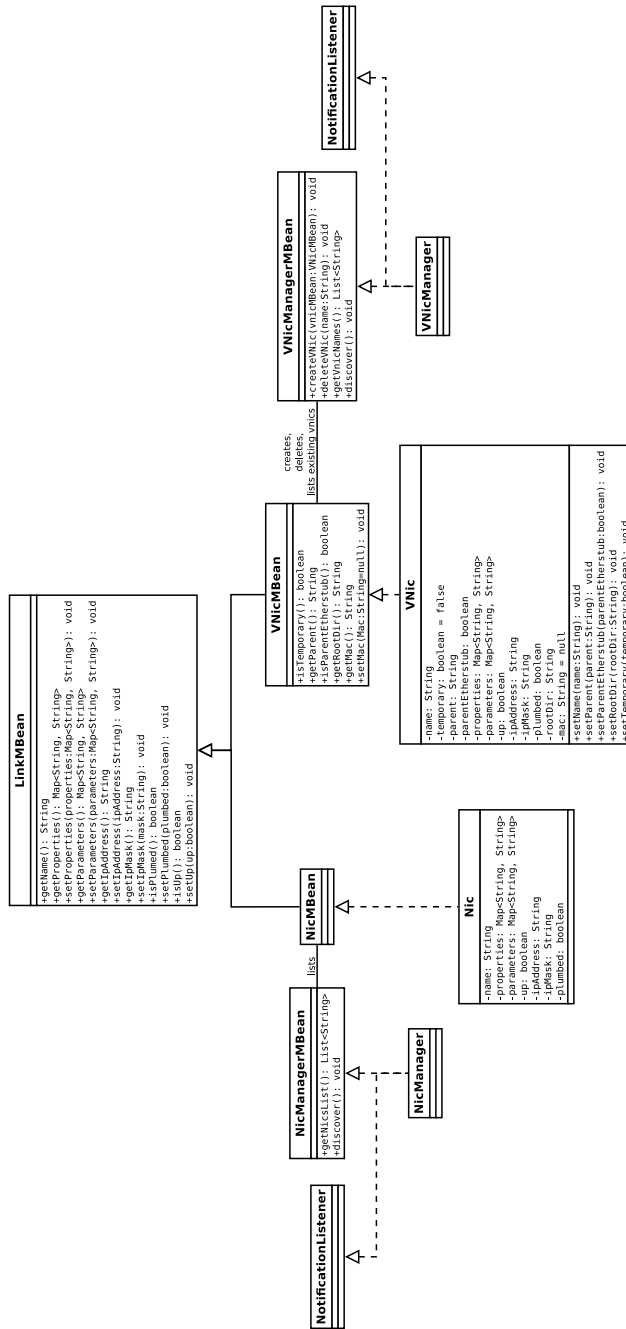 LinkMBean
+getName(): String
+getProperties(): Map<String, String>
+setProperties(properties:Map<String, String>): void
+getParameters(): Map<String, String>
+setParameters(parameters:Map<String, String>): void
+getIpAddress(): String
+setIpAddress(ipAddress:String): void
+getIpMask(): String
+setIpMask(mask:String): void
+isPlumed(): boolean
+setPlumbed(plumbed:boolean): void
+isUp(): boolean
+setUp(up:boolean): void
NotificationListener
NicManagerMBean
+getNicsList(): List<String>
+discover(): void
lists
NicMBean
VNicMBean
+isTemporary(): boolean
+getParent(): String
+isParentEtherstub(): boolean
+getRootDir(): String
+getMac(): String
+setMac(Mac:String=null): void
creates,
deletes,
lists existing vnics
VNicManagerMBean
+createVNic(vnicMBean:VNicMBean): void
+deleteVNic(name:String): void
+getVnicNames(): List<String>
+discover(): void
NotificationListener
NicManager
Nic
-name: String
-properties: Map<String, String>
-parameters: Map<String, String>
-up: boolean
-ipAddress: String
-ipMask: String
-plumbed: boolean
VNic
-name: String
-temporary: boolean = false
-parent: String
-parentEtherstub: boolean
-properties: Map<String, String>
-parameters: Map<String, String>
-up: boolean
-ipAddress: String
-ipMask: String
-plumbed: boolean
-rootDir: String
-mac: String = null
+setName(name:String): void
+setParent(parent:String): void
+setParentEtherstub(parentEtherstub:boolean): void
+setRootDir(rootDir:String): void
+setTemporary(temporary:boolean): void
VNicManager